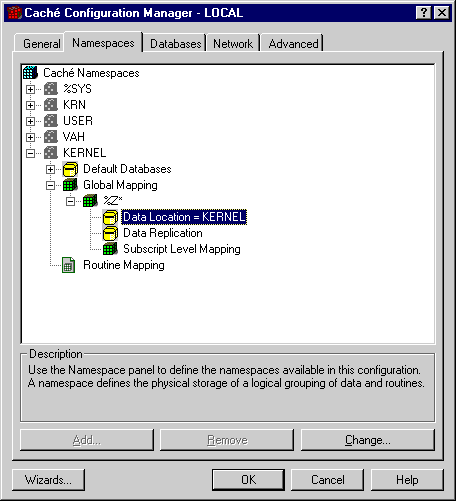 Caché Configuration Manager - LOCAL
General Namespaces Databases Network Advanced
Caché Namespaces
%SYS
KRN
USER
VAH
KERNEL
Default Databases
Global Mapping
%Z*
Data Location = KERNEL
Data Replication
Subscript Level Mapping
Routine Mapping
Description
Use the Namespace panel to define the namespaces available in this configuration.
A namespace defines the physical storage of a logical grouping of data and routines.
Add... Remove Change...
Wizards... OK Cancel Help